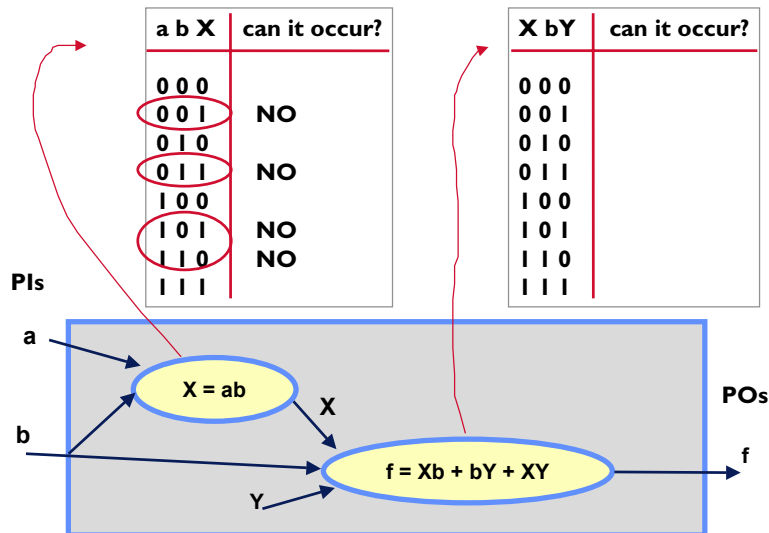 a b X can it occur?
0 0 0
0 0 1 NO
0 1 0
0 1 1 NO
1 0 0
1 0 1 NO
1 1 0 NO
1 1 1
X bY can it occur?
0 0 0
0 0 1
0 1 0
0 1 1
1 0 0
1 0 1
1 1 0
1 1 1
PIs
a
X = ab
X
POs
b
f = Xb + bY + XY
f
Y